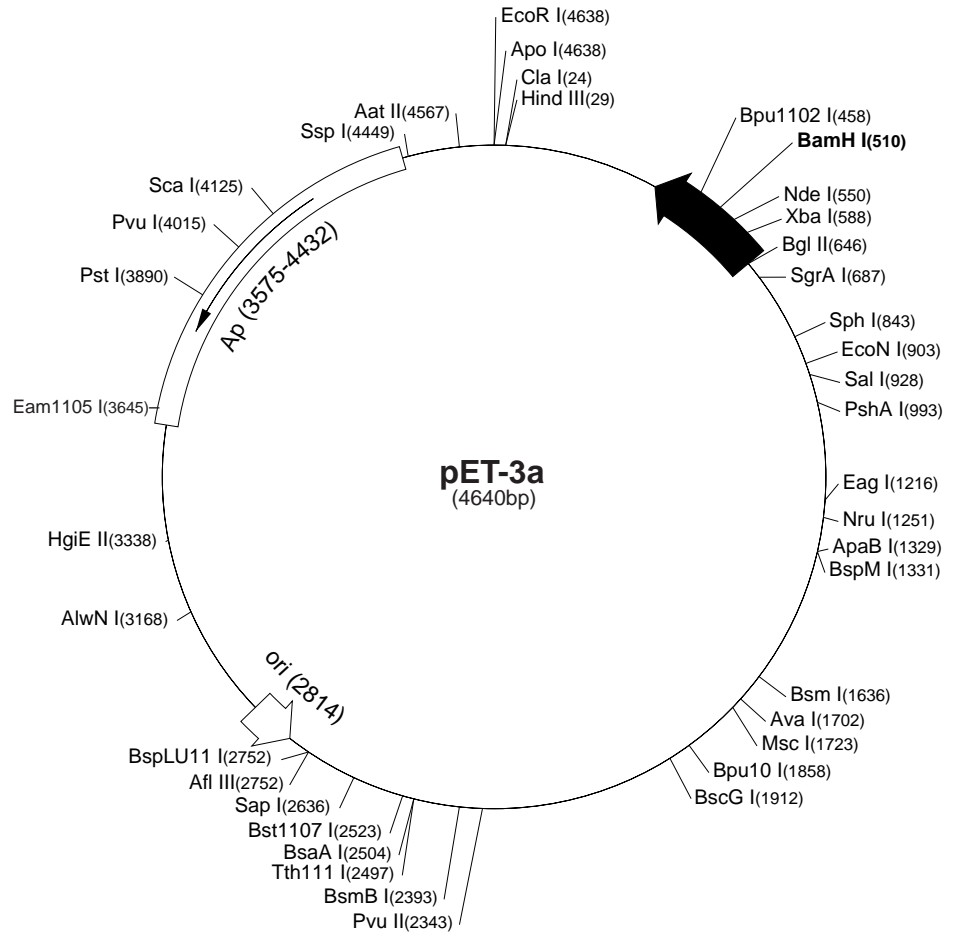 EcoR I(4638)
Apo I(4638)
Cla I(24)
Hind III(29)
Aat II(4567)
Ssp I(4449)
Bpu1102 I(458)
BamH I(510)
Sca I(4125)
Nde I(550)
Pvu I(4015)
Xba I(588)
Bgl II(646)
Pst I(3890)
SgrA I(687)
Ap (3575-4432)
Sph I(843)
EcoN I(903)
Sal I(928)
Eam1105 I(3645)
PshA I(993)
pET-3a
(4640bp)
Eag I(1216)
Nru I(1251)
HgiE II(3338)
ApaB I(1329)
BspM I(1331)
AlwN I(3168)
ori (2814)
Bsm I(1636)
Ava I(1702)
Msc I(1723)
BspLU11 I(2752)
Bpu10 I(1858)
Afl III(2752)
BscG I(1912)
Sap I(2636)
Bst1107 I(2523)
BsaA I(2504)
Tth111 I(2497)
BsmB I(2393)
Pvu II(2343)